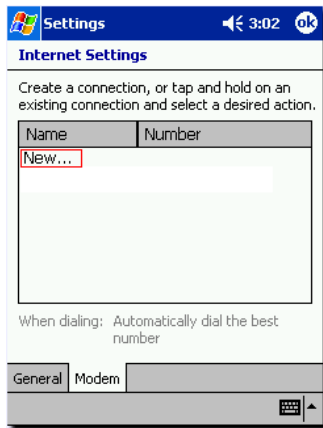 Settings 3:02 ok
Internet Settings
Create a connection, or tap and hold on an
existing connection and select a desired action.
Name Number
New...
When dialing: Automatically dial the best
number
General Modem